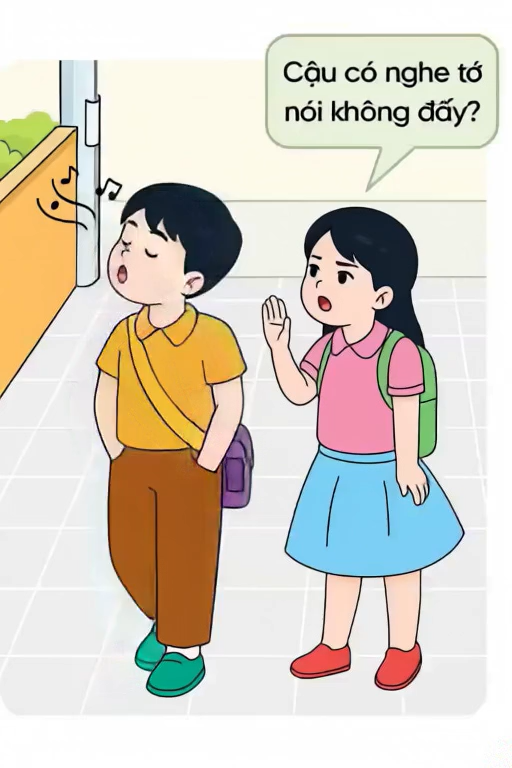 Cậu có nghe tớ
nói không đấy?